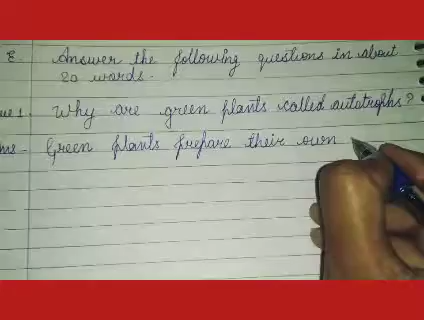 E. Answer the following questions in about
20 words.
ue 1. Why are green plants called autotrophs?
ns- Green plants prepare their own